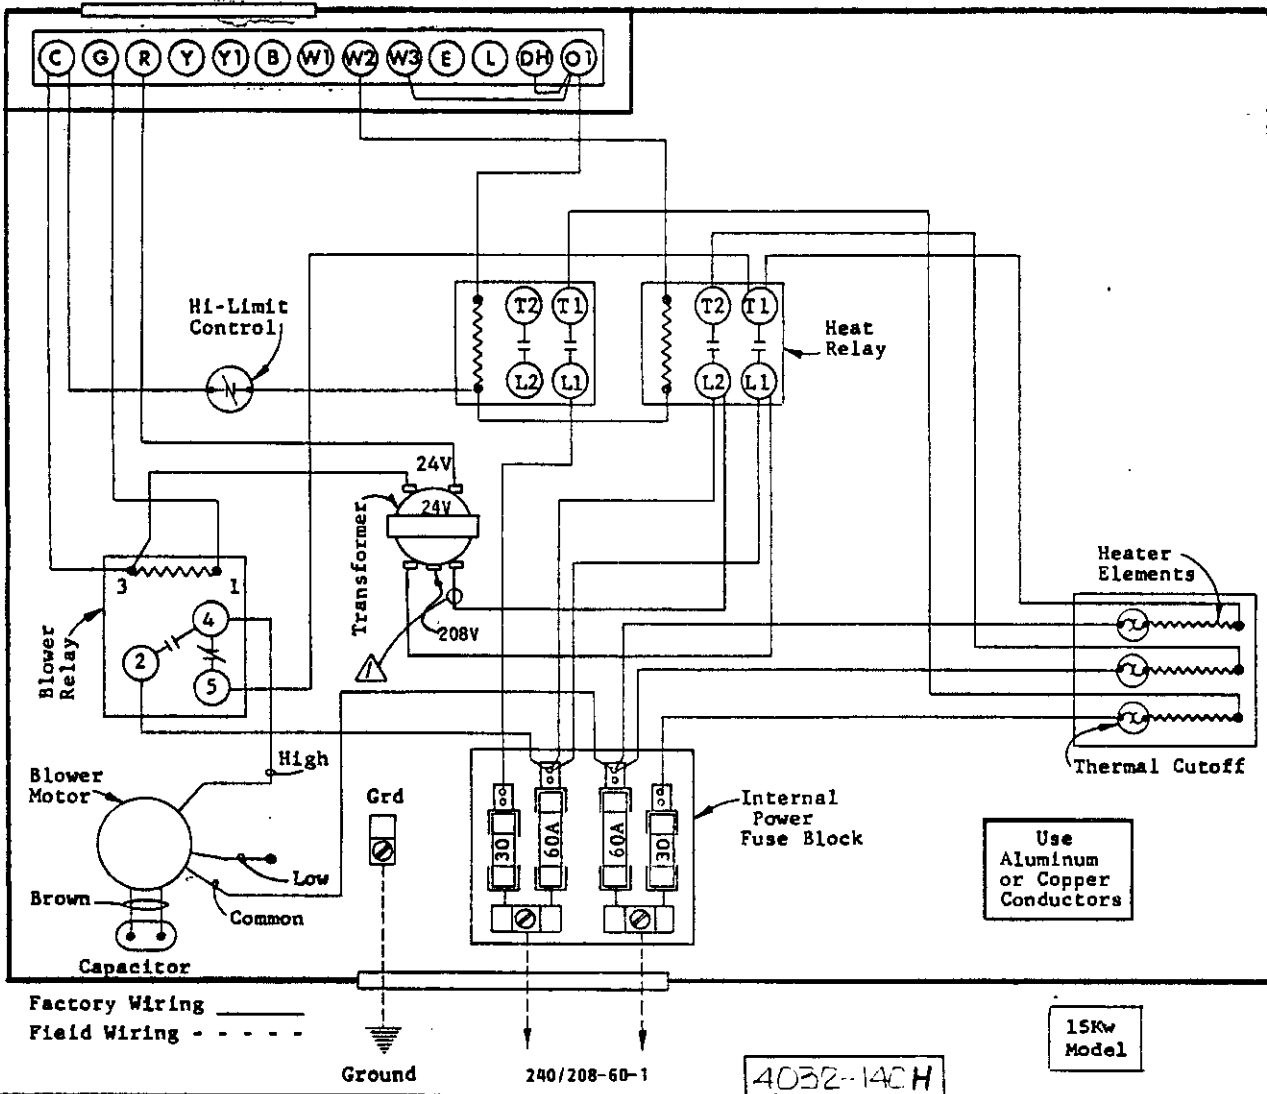 C G R Y Y1 B W1 W2 W3 E L DH O1
Hi-Limit
Control
T2 T1
L2 L1
T2 T1
L2 L1
Heat
Relay
24V
24V
Transformer
208V
1
Heater
Elements
Thermal Cutoff
3 1
4
2
5
Blower
Relay
High
Blower
Motor
Low
Brown
Common
Capacitor
Grd
30 60A 60A 30
Internal
Power
Fuse Block
Use
Aluminum
or Copper
Conductors
Factory Wiring
Field Wiring - - - - -
Ground
240/208-60-1
15Kw
Model
4032-14CH